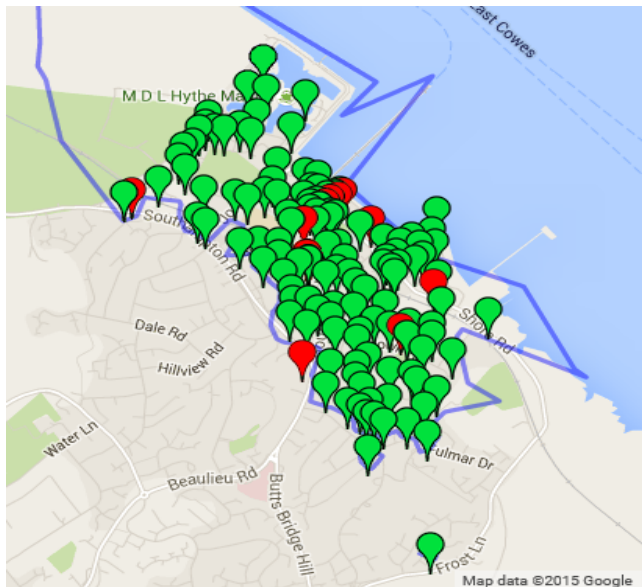 East Cowes
M D L Hythe Ma
Southampton Rd
Shore Rd
Dale Rd
Hillview Rd
Water Ln
Beaulieu Rd
Butts Bridge Hill
Fulmar Dr
Frost Ln
Map data ©2015 Google